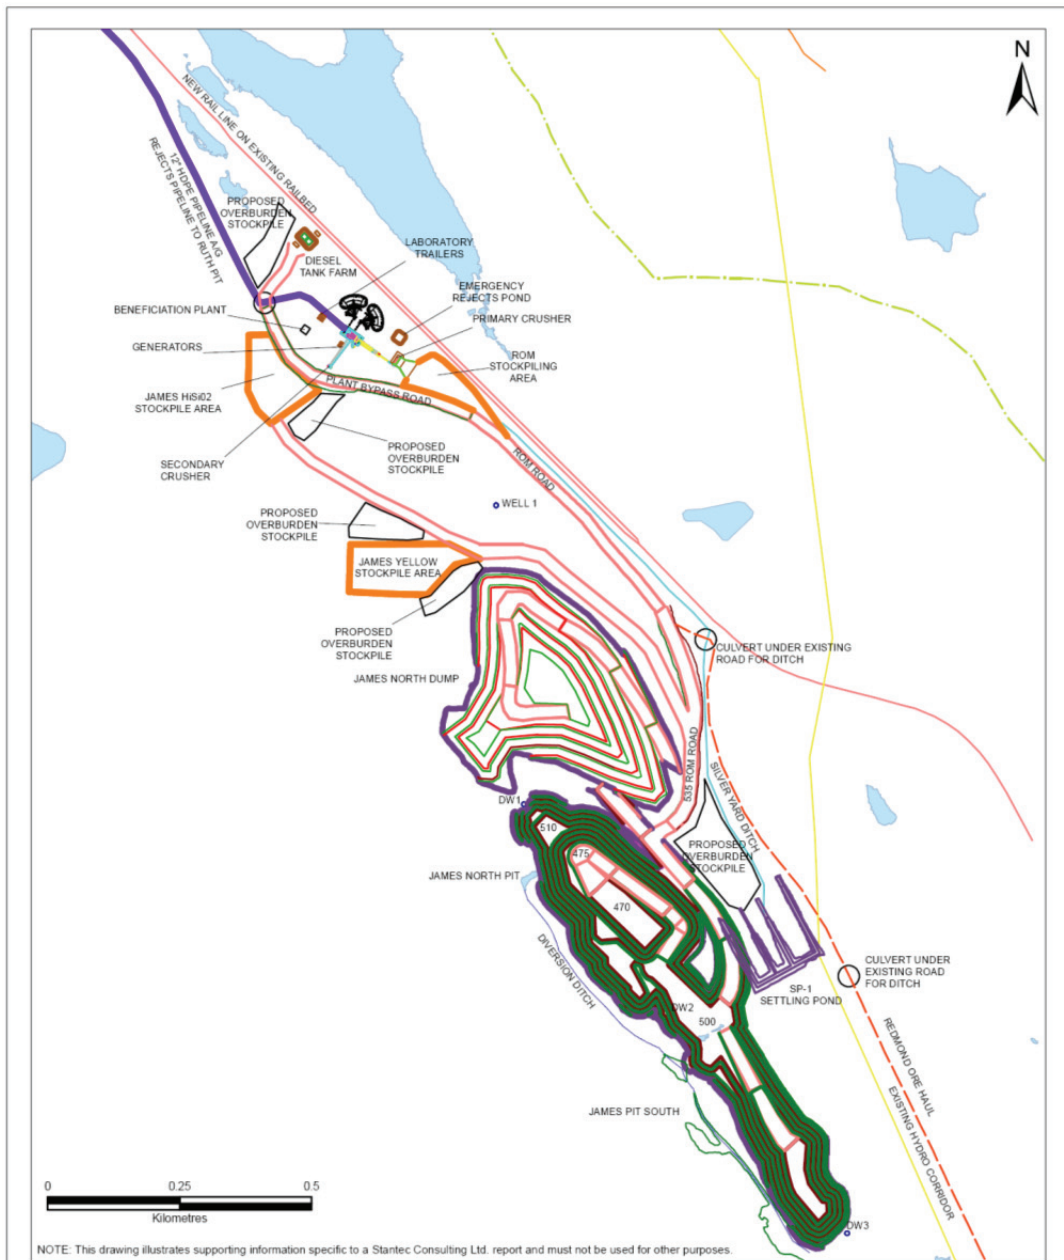 N
NEW RAIL LINE ON EXISTING RAILBED
12" HDPE PIPELINE A/G
REJECTS PIPELINE TO RUTH PIT
PROPOSED
OVERBURDEN
STOCKPILE
LABORATORY
TRAILERS
DIESEL
TANK FARM
EMERGENCY
REJECTS POND
BENEFICIATION PLANT
PRIMARY CRUSHER
GENERATORS
ROM
STOCKPILING
AREA
PLANT BYPASS ROAD
JAMES HiSi02
STOCKPILE AREA
SECONDARY
CRUSHER
PROPOSED
OVERBURDEN
STOCKPILE
ROM ROAD
WELL 1
PROPOSED
OVERBURDEN
STOCKPILE
JAMES YELLOW
STOCKPILE AREA
PROPOSED
OVERBURDEN
STOCKPILE
CULVERT UNDER EXISTING
ROAD FOR DITCH
JAMES NORTH DUMP
535 ROM ROAD
SILVER YARD DITCH
DW1
510
PROPOSED
OVERBURDEN
STOCKPILE
475
JAMES NORTH PIT
470
DIVERSION DITCH
CULVERT UNDER
EXISTING ROAD
FOR DITCH
SP-1
SETTLING POND
DW2
500
REDMOND ORE HAUL
EXISTING HYDRO CORRIDOR
JAMES PIT SOUTH
DW3
0 0.25 0.5
Kilometres
NOTE: This drawing illustrates supporting information specific to a Stantec Consulting Ltd. report and must not be used for other purposes.